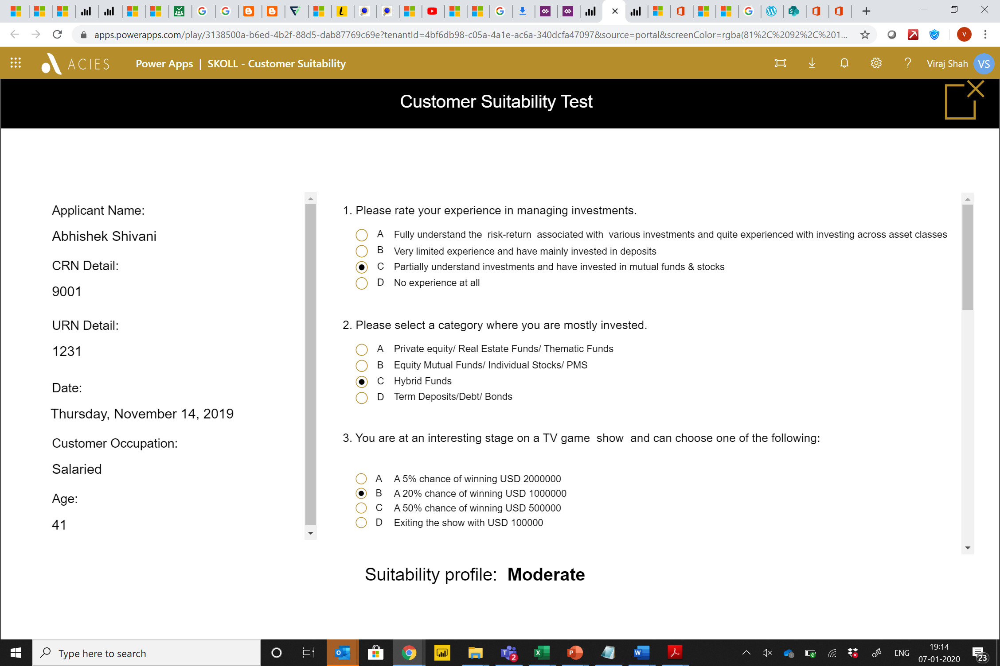 apps.powerapps.com/play/3138500a-b6ed-4b2f-88d5-dab87769c69e?tenantId=4bf6db98-c05a-4a1e-ac6a-340dcfa47097&source=portal&screenColor=rgba(81%2C%2092%2C%201...
V
ACIES
Power Apps | SKOLL - Customer Suitability
Viraj Shah VS
Customer Suitability Test
Applicant Name:
Abhishek Shivani
CRN Detail:
9001
URN Detail:
1231
Date:
Thursday, November 14, 2019
Customer Occupation:
Salaried
Age:
41
1. Please rate your experience in managing investments.
A Fully understand the risk-return associated with various investments and quite experienced with investing across asset classes
B Very limited experience and have mainly invested in deposits
C Partially understand investments and have invested in mutual funds & stocks
D No experience at all
2. Please select a category where you are mostly invested.
A Private equity/ Real Estate Funds/ Thematic Funds
B Equity Mutual Funds/ Individual Stocks/ PMS
C Hybrid Funds
D Term Deposits/Debt/ Bonds
3. You are at an interesting stage on a TV game show and can choose one of the following:
A A 5% chance of winning USD 2000000
B A 20% chance of winning USD 1000000
C A 50% chance of winning USD 500000
D Exiting the show with USD 100000
Suitability profile: Moderate
Type here to search
2
ENG
19:14
07-01-2020
23